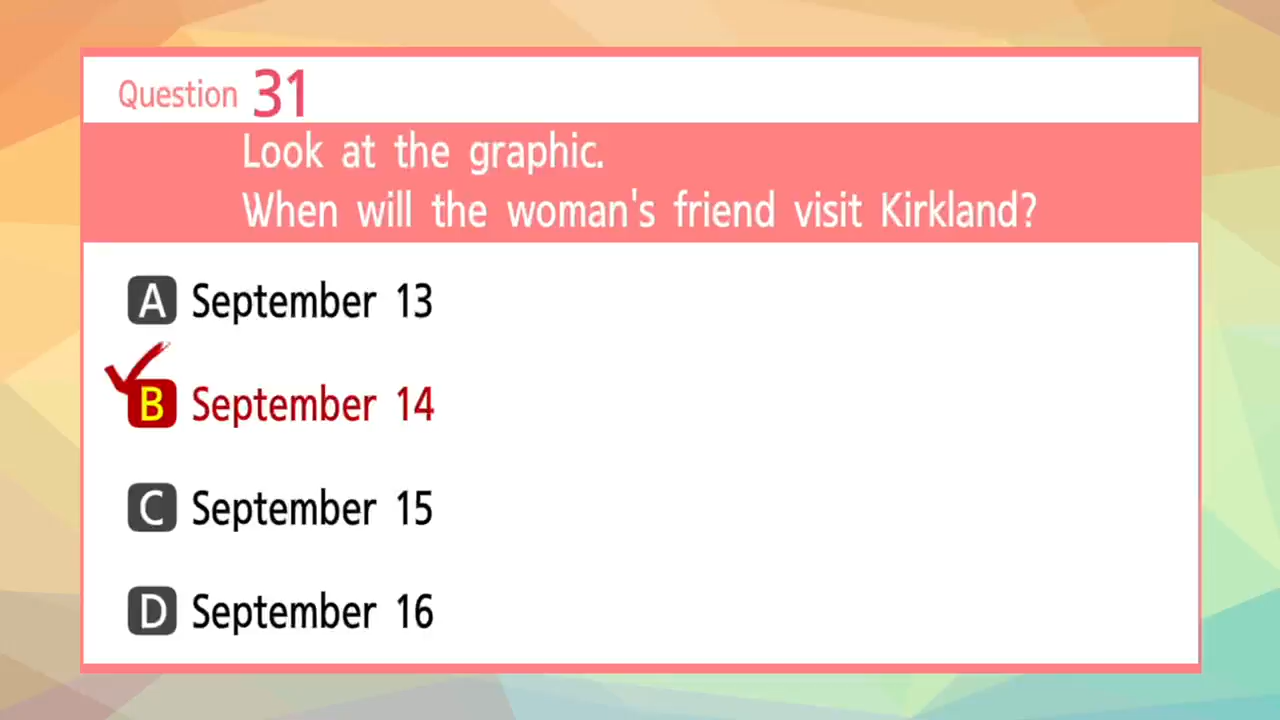 Question 31
Look at the graphic.
When will the woman's friend visit Kirkland?
A September 13
B September 14
C September 15
D September 16